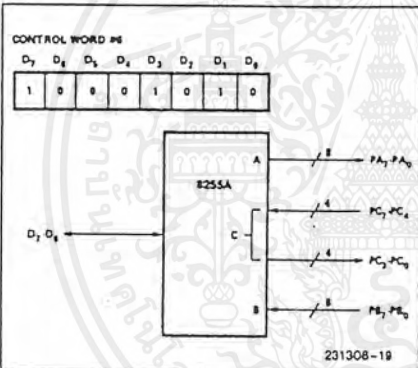 CONTROL WORD #6
D7 D6 D5 D4 D3 D2 D1 D0
1 0 0 0 1 0 1 0
8255A
A
8
PA7-PA0
4
PC7-PC4
D7-D0
C
4
PC3-PC0
B
8
PB7-PB0
231308-19